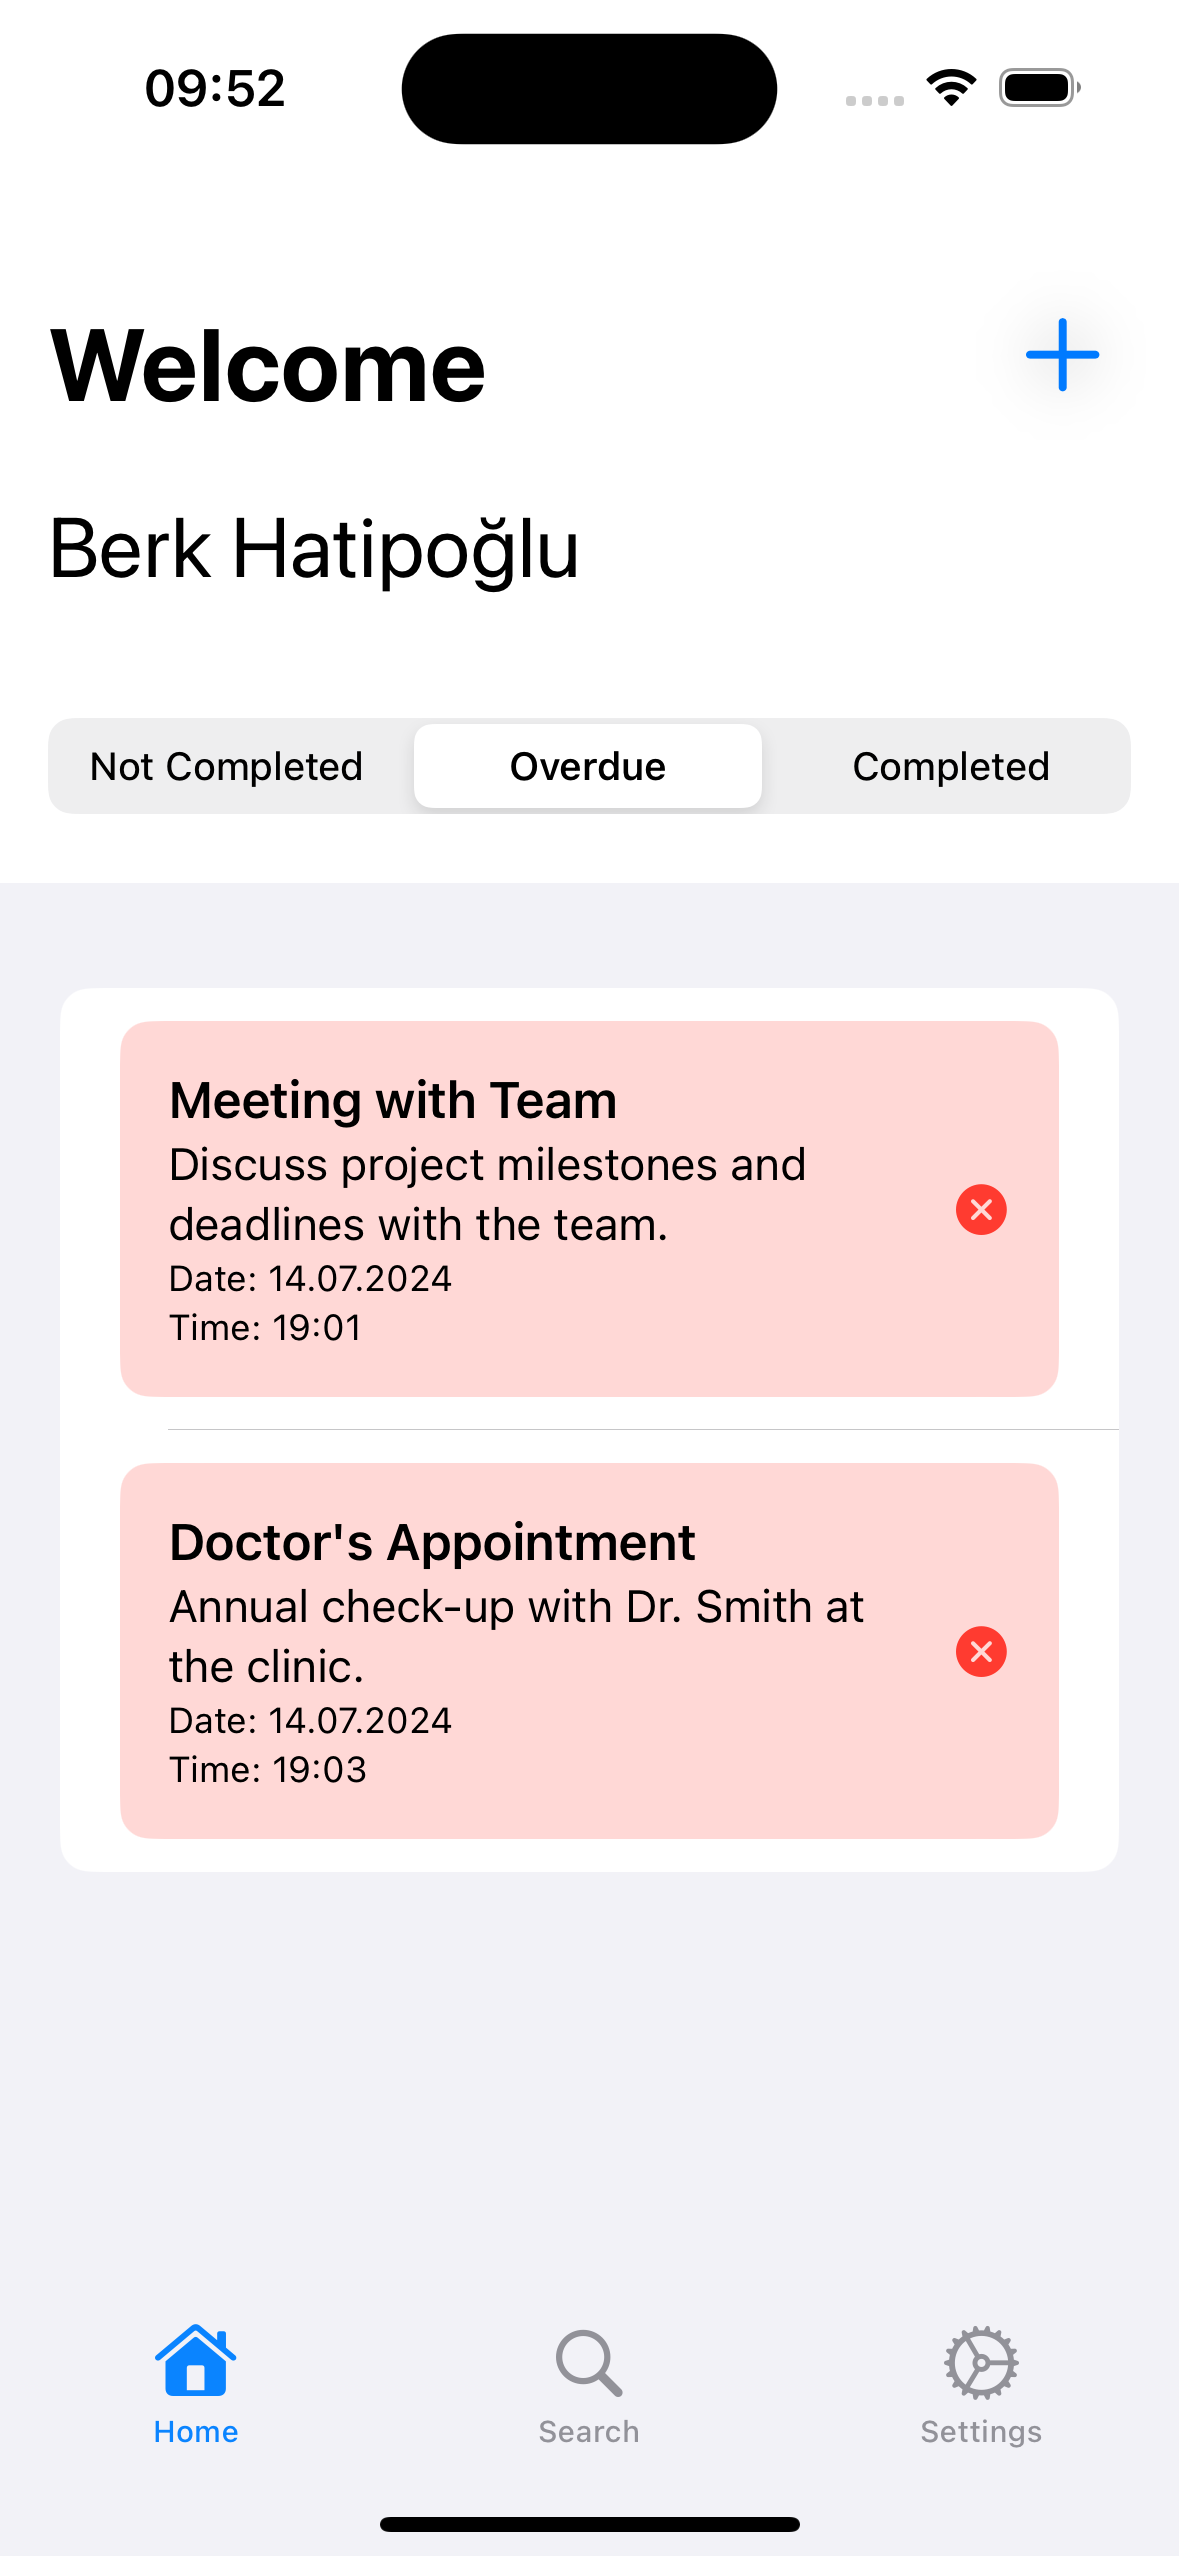 09:52
Welcome
Berk Hatipoğlu
Not Completed
Overdue
Completed
Meeting with Team
Discuss project milestones and
deadlines with the team.
Date: 14.07.2024
Time: 19:01
Doctor's Appointment
Annual check-up with Dr. Smith at
the clinic.
Date: 14.07.2024
Time: 19:03
Home
Search
Settings